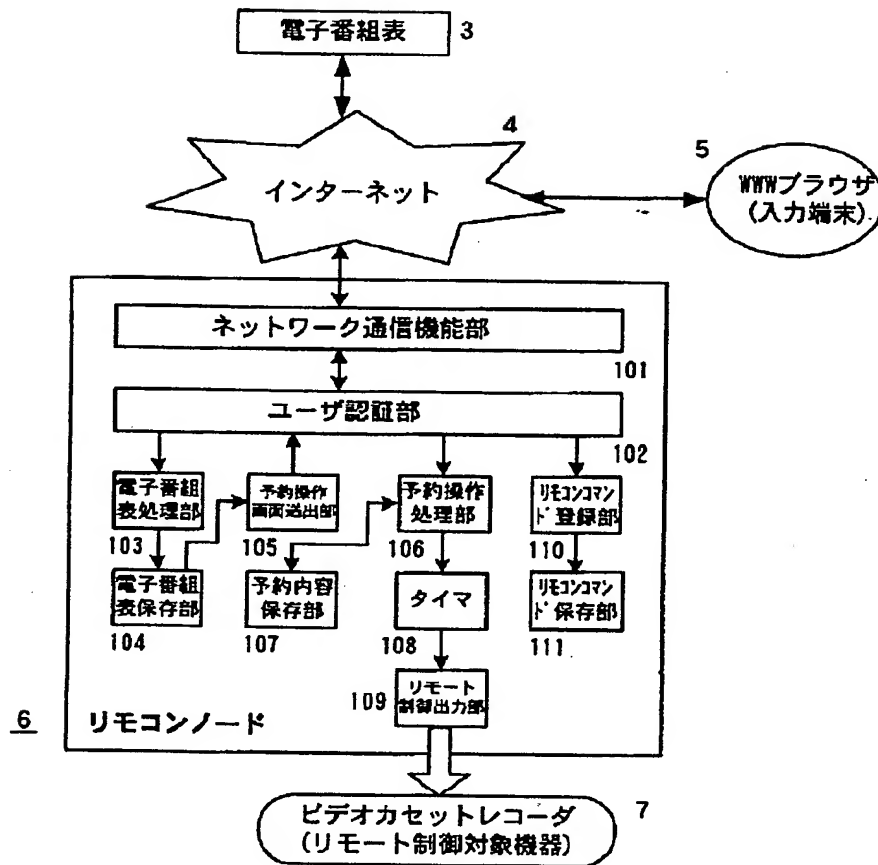 電子番組表 3
4
5
インターネット
WWWブラウザ
(入力端末)
ネットワーク通信機能部
101
ユーザ認証部
102
電子番組
表処理部
103
予約操作
画面送出部
105
予約操作
処理部
106
リモコンコマン
ド登録部
110
電子番組
表保存部
104
予約内容
保存部
107
タイマ
108
リモコンコマン
ド保存部
111
109
リモート
制御出力部
6
リモコンノード
ビデオカセットレコーダ
(リモート制御対象機器)
7